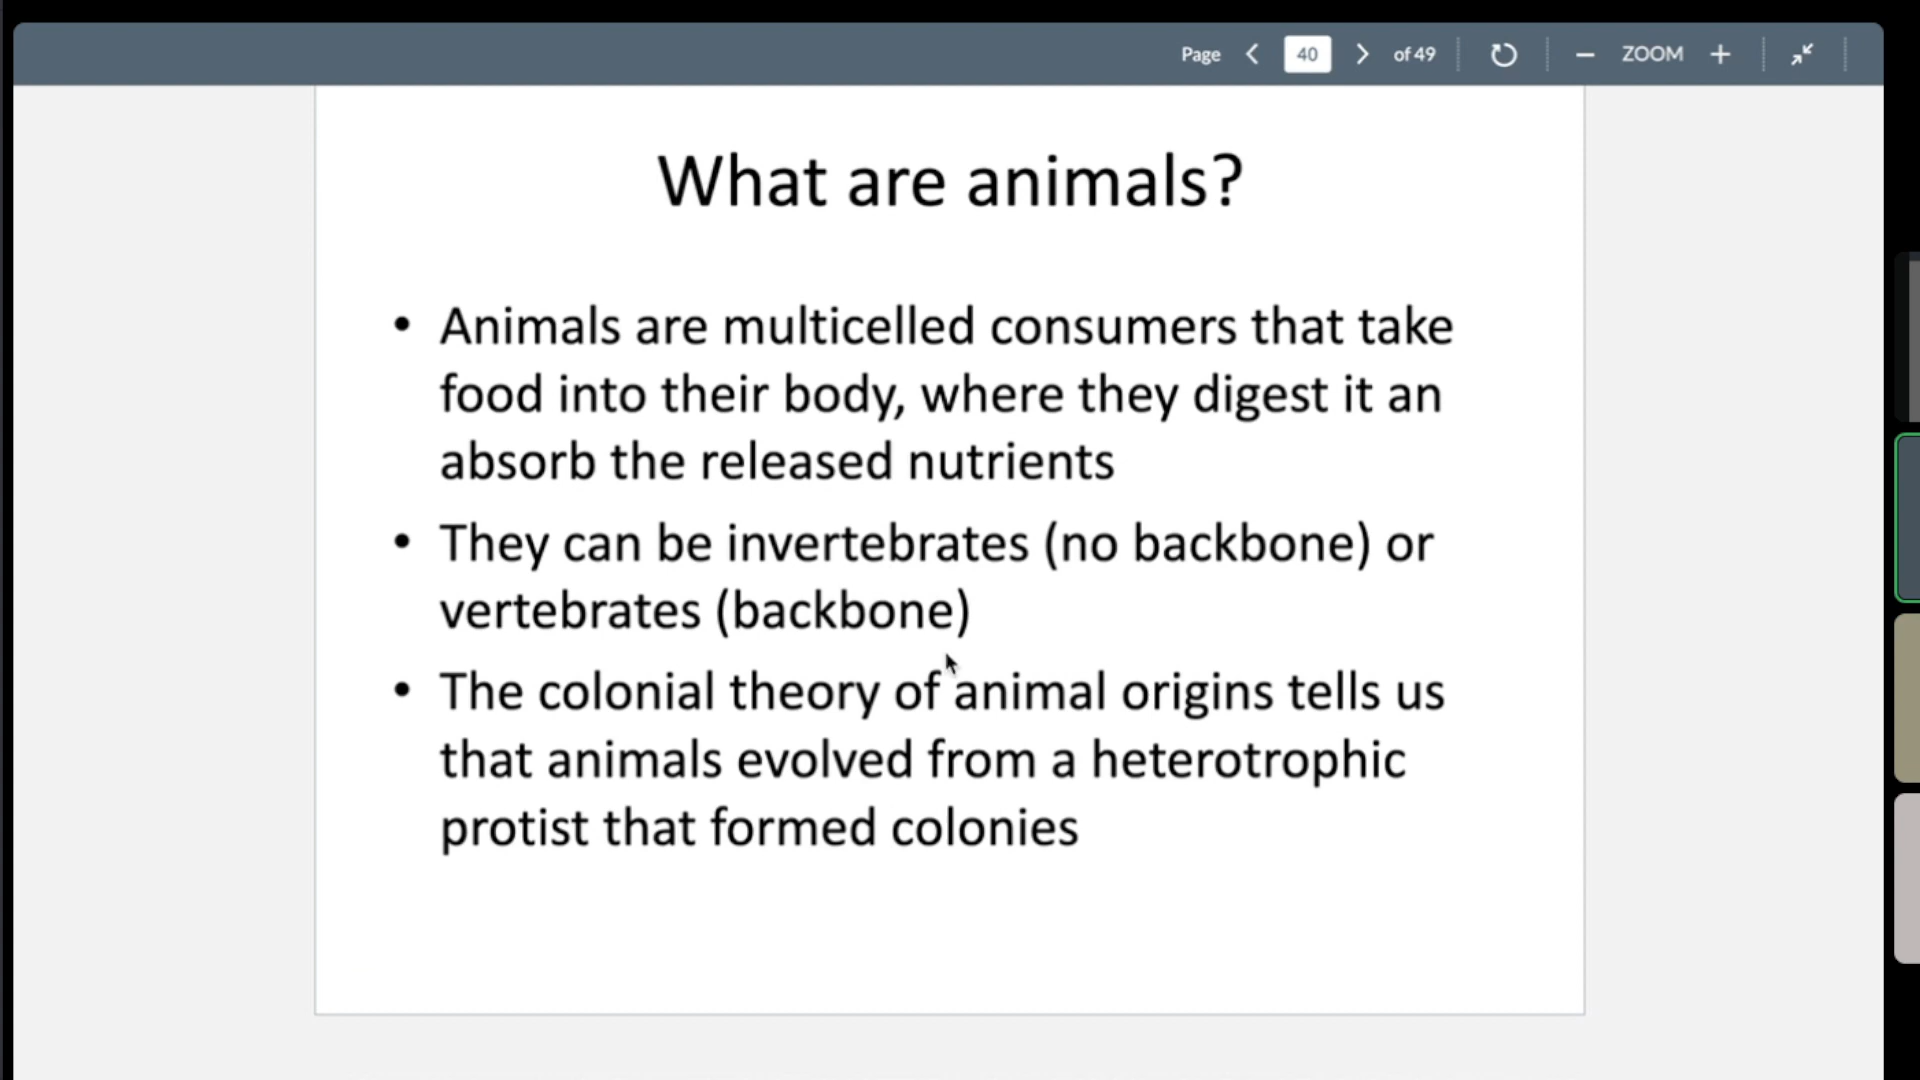 Page 40 of 49 ZOOM
What are animals?
• Animals are multicelled consumers that take
food into their body, where they digest it an
absorb the released nutrients
• They can be invertebrates (no backbone) or
vertebrates (backbone)
• The colonial theory of animal origins tells us
that animals evolved from a heterotrophic
protist that formed colonies